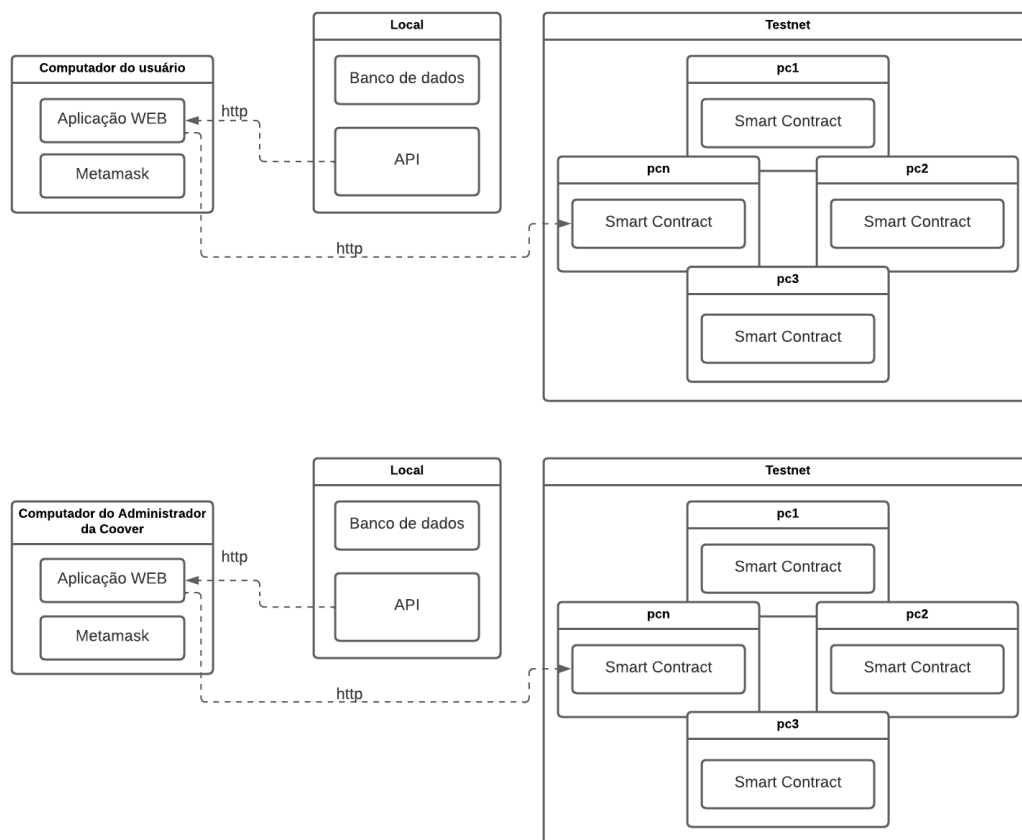 Local
Testnet
Computador do usuário
pc1
Banco de dados
Aplicação WEB
http
Smart Contract
API
Metamask
pcn
pc2
Smart Contract
Smart Contract
http
pc3
Smart Contract
Local
Testnet
Computador do Administrador
da Coover
pc1
Banco de dados
http
Smart Contract
Aplicação WEB
API
pcn
pc2
Metamask
Smart Contract
Smart Contract
http
pc3
Smart Contract